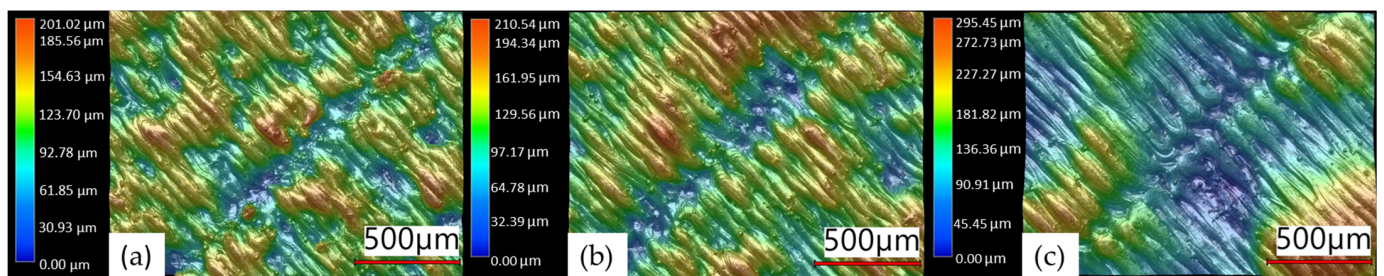 201.02 μm
185.56 μm
154.63 μm
123.70 μm
92.78 μm
61.85 μm
30.93 μm
0.00 μm
(a)
500μm
210.54 μm
194.34 μm
161.95 μm
129.56 μm
97.17 μm
64.78 μm
32.39 μm
0.00 μm
(b)
500μm
295.45 μm
272.73 μm
227.27 μm
181.82 μm
136.36 μm
90.91 μm
45.45 μm
0.00 μm
(c)
500μm